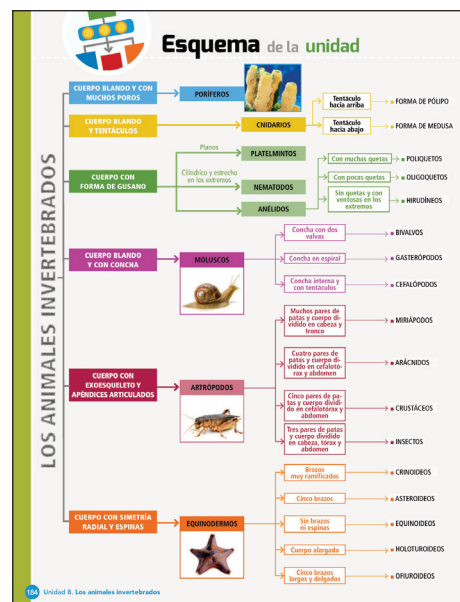 Esquema de la unidad
LOS ANIMALES INVERTEBRADOS
CUERPO BLANDO Y CON
MUCHOS POROS
PORÍFEROS
CUERPO BLANDO
Y TENTÁCULOS
CNIDARIOS
Tentáculo
hacia arriba
FORMA DE PÓLIPO
Tentáculo
hacia abajo
FORMA DE MEDUSA
CUERPO CON
FORMA DE GUSANO
Planos
PLATELMINTOS
Cilíndrico y estrecho
en los extremos
NEMATODOS
ANÉLIDOS
Con muchas quetas
POLIQUETOS
Con pocas quetas
OLIGOQUETOS
Sin quetas y con
ventosas en los
extremos
HIRUDÍNEOS
CUERPO BLANDO
Y CON CONCHA
MOLUSCOS
Concha con dos
valvas
BIVALVOS
Concha en espiral
GASTERÓPODOS
Concha interna y
con tentáculos
CEFALÓPODOS
CUERPO CON
EXOESQUELETO Y
APÉNDICES ARTICULADOS
ARTRÓPODOS
Muchos pares de
patas y cuerpo di-
vidido en cabeza y
tronco
MIRIÁPODOS
Cuatro pares de
patas y cuerpo di-
vidido en cefalotó-
rax y abdomen
ARÁCNIDOS
Cinco pares de pa-
tas y cuerpo dividi-
do en cefalotórax y
abdomen
CRUSTÁCEOS
Tres pares de patas
y cuerpo dividido
en cabeza, tórax y
abdomen
INSECTOS
CUERPO CON SIMETRÍA
RADIAL Y ESPINAS
EQUINODERMOS
Brazos
muy ramificados
CRINOIDEOS
Cinco brazos
ASTEROIDEOS
Sin brazos
ni espinas
EQUINOIDEOS
Cuerpo alargado
HOLOTUROIDEOS
Cinco brazos
largos y delgados
OFIUROIDEOS
184 Unidad 8. Los animales invertebrados